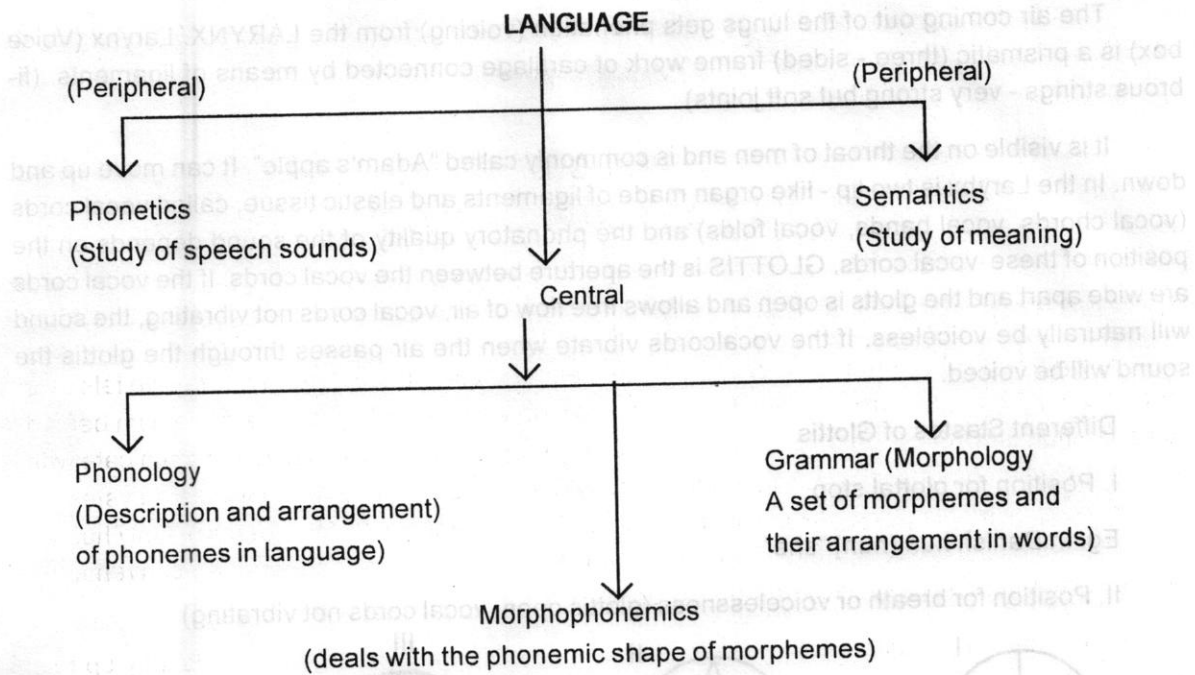 LANGUAGE
(Peripheral)
(Peripheral)
Phonetics
(Study of speech sounds)
Semantics
(Study of meaning)
Central
Phonology
(Description and arrangement)
of phonemes in language)
Grammar (Morphology
A set of morphemes and
their arrangement in words)
Morphophonemics
(deals with the phonemic shape of morphemes)